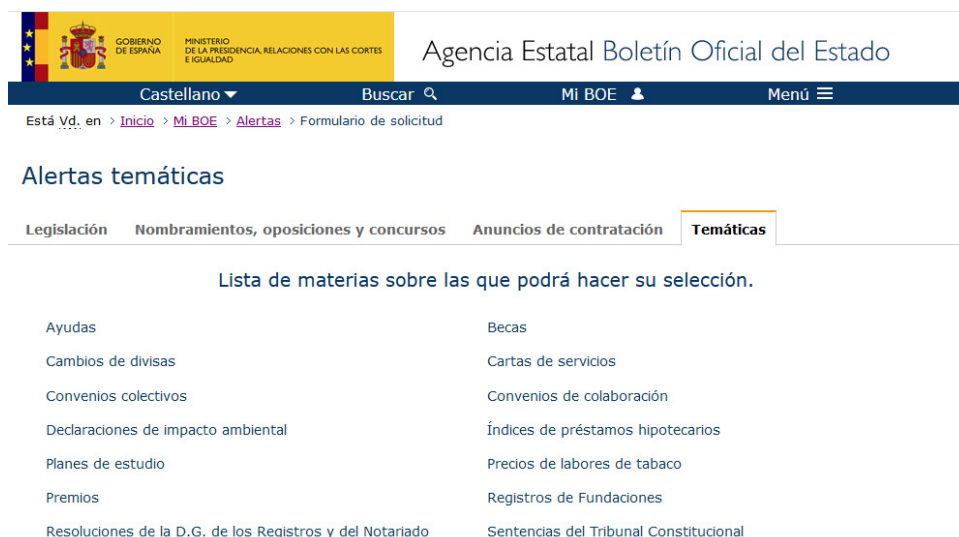 GOBIERNO
DE ESPAÑA
MINISTERIO
DE LA PRESIDENCIA, RELACIONES CON LAS CORTES
E IGUALDAD
Agencia Estatal Boletín Oficial del Estado
Castellano Buscar Mi BOE Menú
Está Vd. en > Inicio > Mi BOE > Alertas > Formulario de solicitud
Alertas temáticas
Legislación Nombramientos, oposiciones y concursos Anuncios de contratación Temáticas
Lista de materias sobre las que podrá hacer su selección.
Ayudas Becas
Cambios de divisas Cartas de servicios
Convenios colectivos Convenios de colaboración
Declaraciones de impacto ambiental Índices de préstamos hipotecarios
Planes de estudio Precios de labores de tabaco
Premios Registros de Fundaciones
Resoluciones de la D.G. de los Registros y del Notariado Sentencias del Tribunal Constitucional